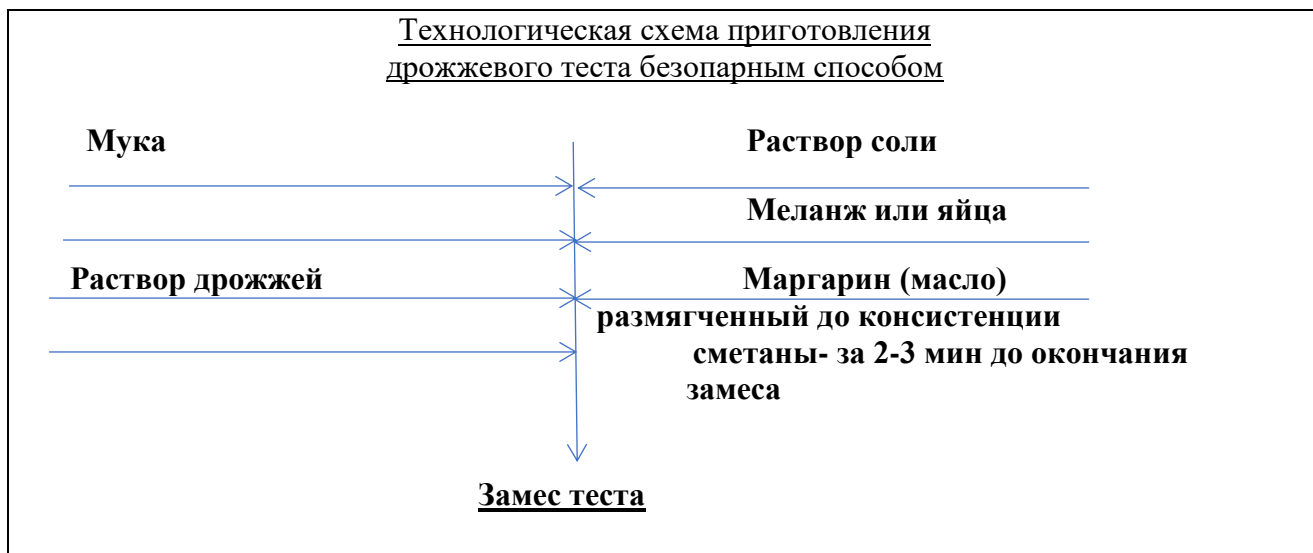 Технологическая схема приготовления
дрожжевого теста безопарным способом
Мука
Раствор соли
Меланж или яйца
Раствор дрожжей
Маргарин (масло)
размягченный до консистенции
сметаны- за 2-3 мин до окончания
замеса
Замес теста